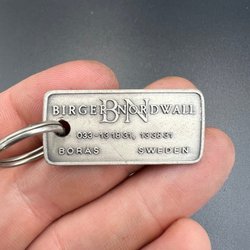 BIRGER NORDWALL
BN
033-13 18 31, 13 38 31
BORÅS SWEDEN